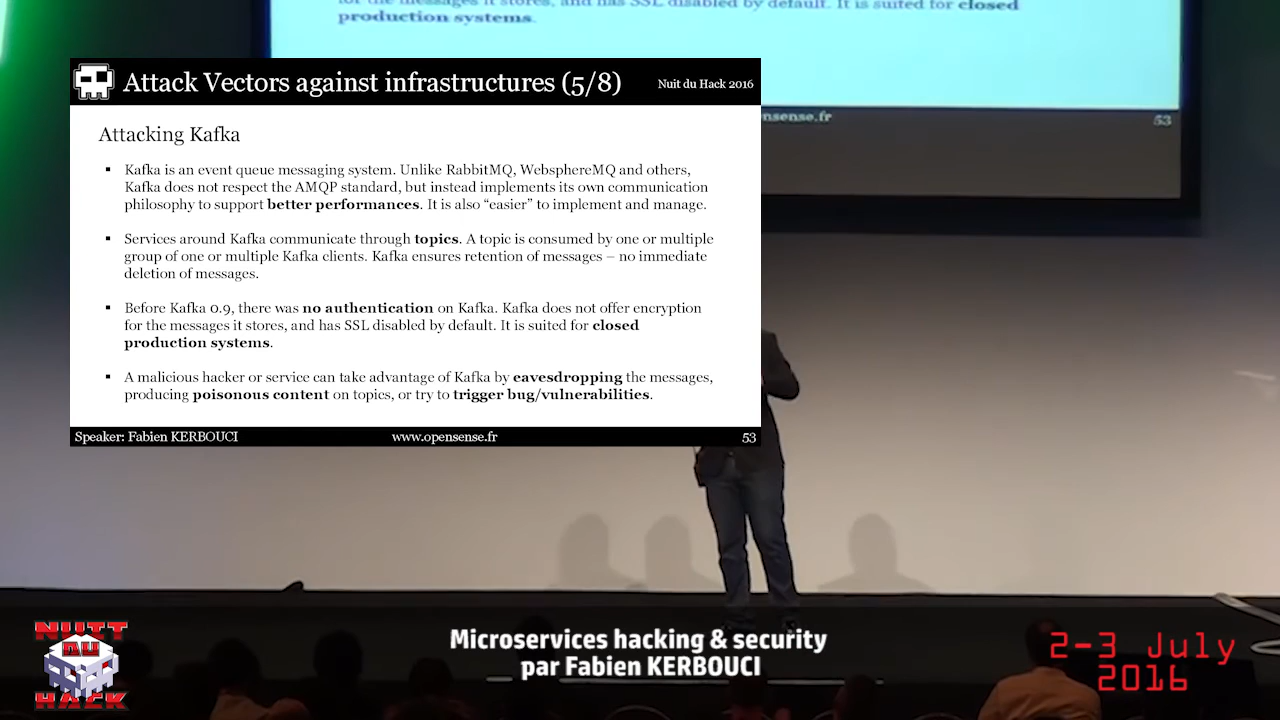 for the messages it stores, and has SSL disabled by default. It is suited for closed
production systems.
Attack Vectors against infrastructures (5/8)
Nuit du Hack 2016
Attacking Kafka
▪ Kafka is an event queue messaging system. Unlike RabbitMQ, WebsphereMQ and others,
Kafka does not respect the AMQP standard, but instead implements its own communication
philosophy to support better performances. It is also “easier” to implement and manage.
▪ Services around Kafka communicate through topics. A topic is consumed by one or multiple
group of one or multiple Kafka clients. Kafka ensures retention of messages – no immediate
deletion of messages.
▪ Before Kafka 0.9, there was no authentication on Kafka. Kafka does not offer encryption
for the messages it stores, and has SSL disabled by default. It is suited for closed
production systems.
▪ A malicious hacker or service can take advantage of Kafka by eavesdropping the messages,
producing poisonous content on topics, or try to trigger bug/vulnerabilities.
Speaker: Fabien KERBOUCI
www.opensense.fr
53
nsense.fr
53
NUIT
DU
HACK
Microservices hacking & security
par Fabien KERBOUCI
2-3 July
2016